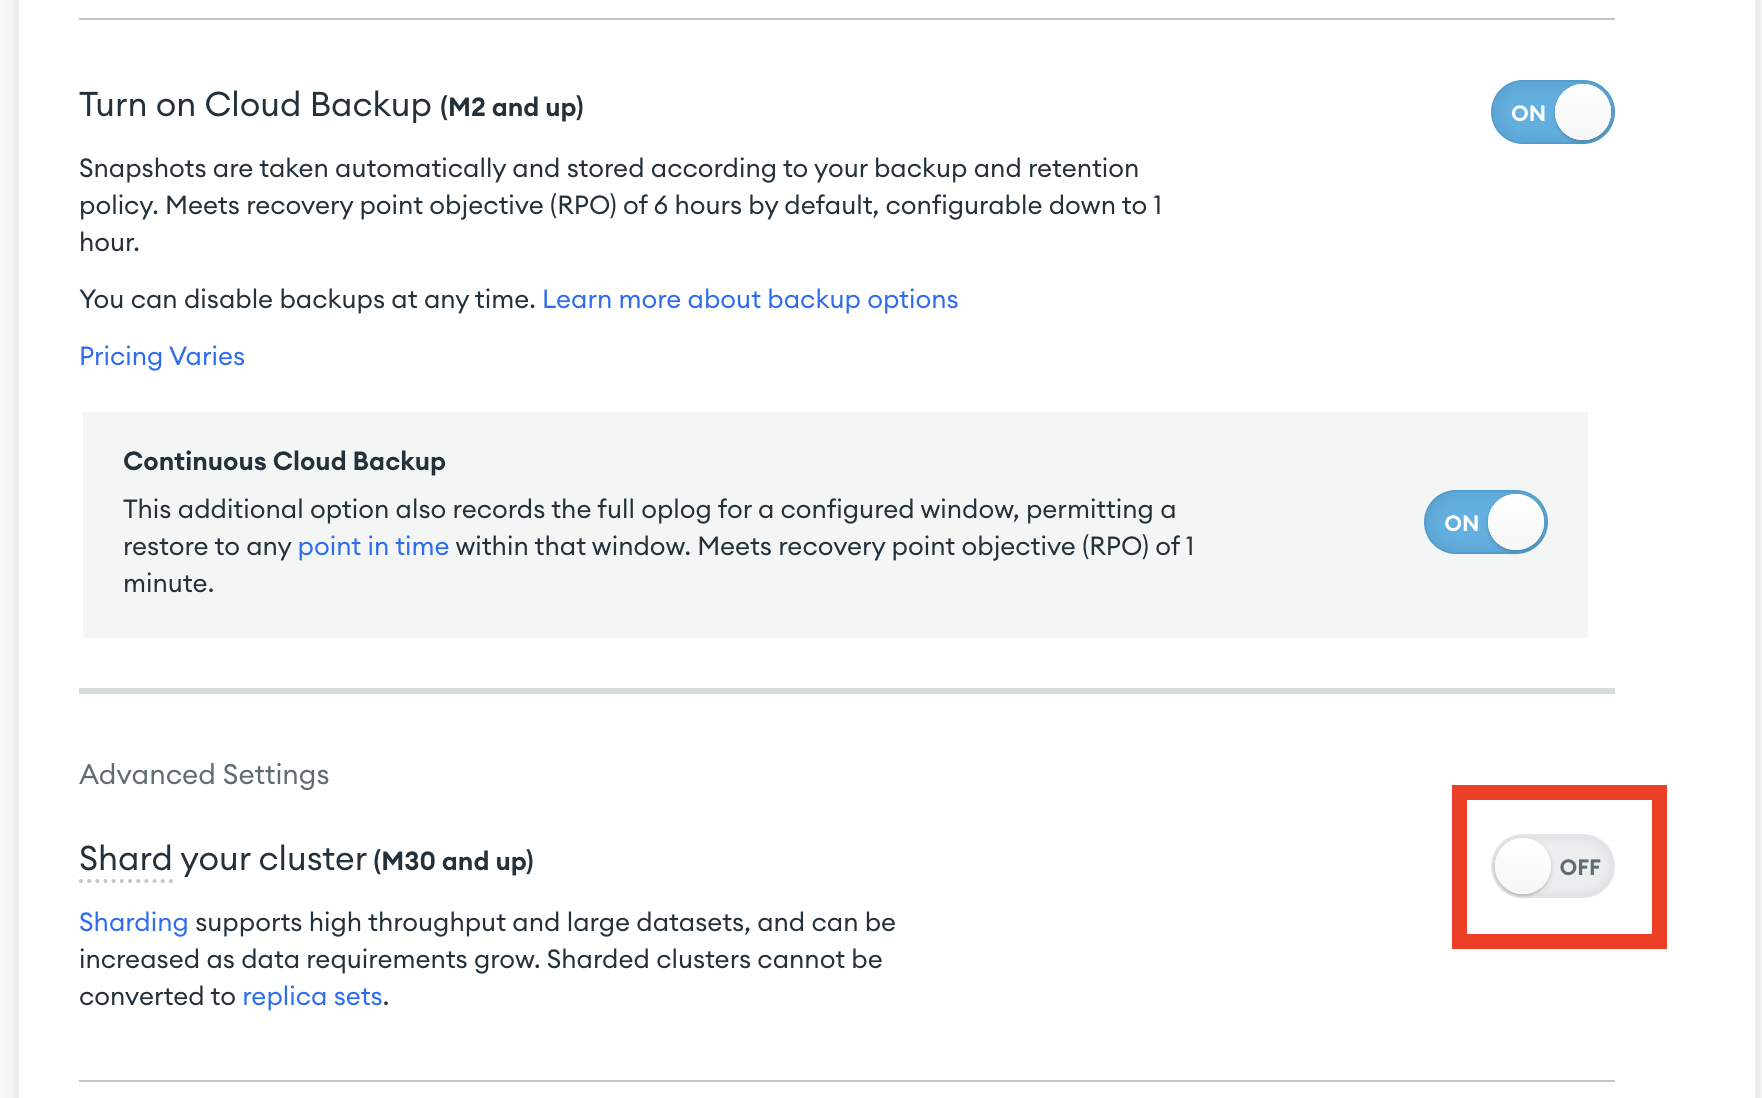 Turn on Cloud Backup (M2 and up)
ON
Snapshots are taken automatically and stored according to your backup and retention
policy. Meets recovery point objective (RPO) of 6 hours by default, configurable down to 1
hour.
You can disable backups at any time. Learn more about backup options
Pricing Varies
Continuous Cloud Backup
This additional option also records the full oplog for a configured window, permitting a
restore to any point in time within that window. Meets recovery point objective (RPO) of 1
minute.
ON
Advanced Settings
Shard your cluster (M30 and up)
OFF
Sharding supports high throughput and large datasets, and can be
increased as data requirements grow. Sharded clusters cannot be
converted to replica sets.